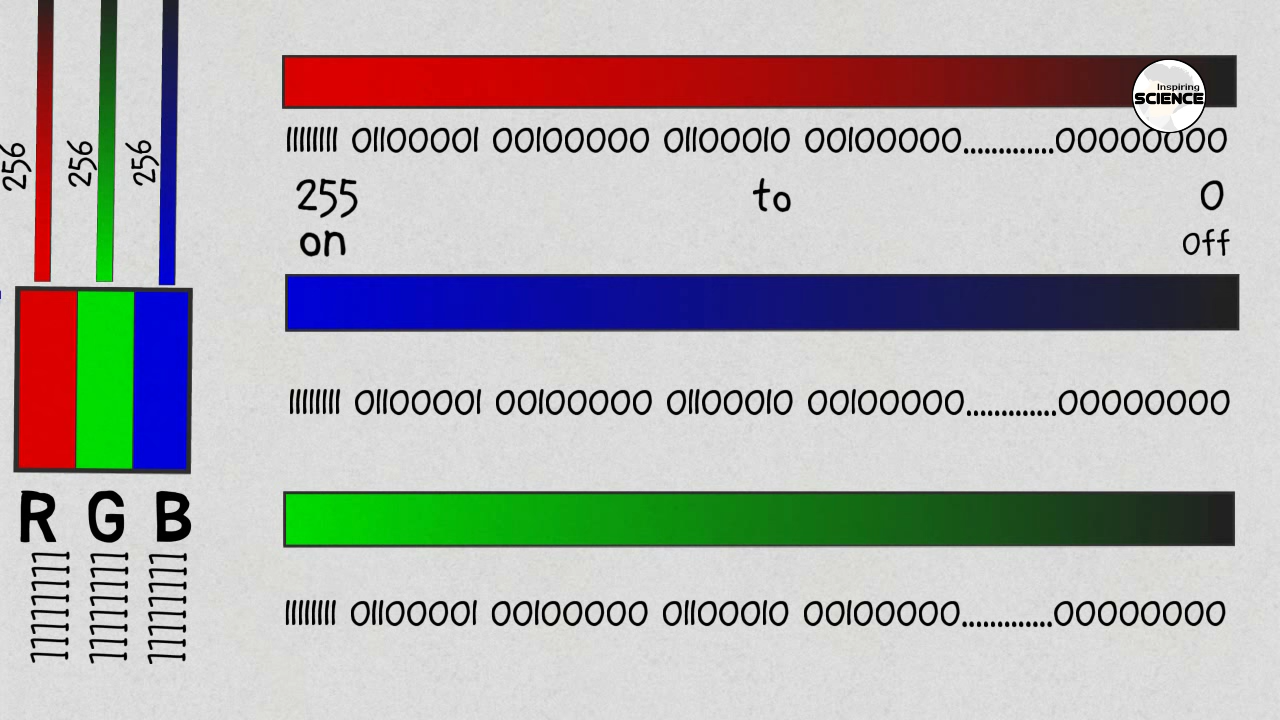 256 256 256
Inspiring
SCIENCE
11111111 01100001 00100000 01100010 00100000.............00000000
255 to 0
on Off
11111111 01100001 00100000 01100010 00100000.............00000000
R G B
11111111 11111111 11111111
11111111 01100001 00100000 01100010 00100000.............00000000